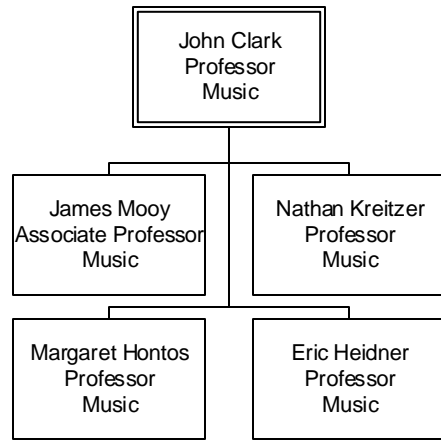 John Clark
Professor
Music
James Mooy
Associate Professor
Music
Nathan Kreitzer
Professor
Music
Margaret Hontos
Professor
Music
Eric Heidner
Professor
Music